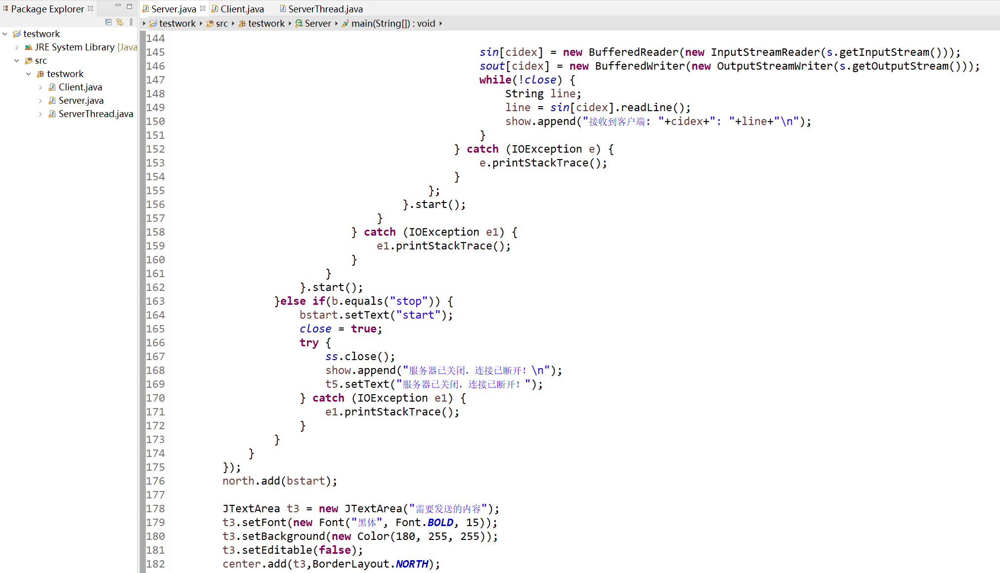 Package Explorer
testwork
JRE System Library [Java
src
testwork
Client.java
Server.java
ServerThread.java
Server.java Client.java ServerThread.java
testwork src testwork Server main(String[]) : void
144
145 sin[cidex] = new BufferedReader(new InputStreamReader(s.getInputStream()));
146 sout[cidex] = new BufferedWriter(new OutputStreamWriter(s.getOutputStream()));
147 while(!close) {
148 String line;
149 line = sin[cidex].readLine();
150 show.append("接收到客户端: "+cidex+": "+line+"\n");
151 }
152 } catch (IOException e) {
153 e.printStackTrace();
154 }
155 };
156 }.start();
157 }
158 } catch (IOException e1) {
159 e1.printStackTrace();
160 }
161 }
162 }.start();
163 }else if(b.equals("stop")) {
164 bstart.setText("start");
165 close = true;
166 try {
167 ss.close();
168 show.append("服务器已关闭，连接已断开！\n");
169 t5.setText("服务器已关闭，连接已断开！");
170 } catch (IOException e1) {
171 e1.printStackTrace();
172 }
173 }
174 }
175 });
176 north.add(bstart);
177
178 JTextArea t3 = new JTextArea("需要发送的内容");
179 t3.setFont(new Font("黑体", Font.BOLD, 15));
180 t3.setBackground(new Color(180, 255, 255));
181 t3.setEditable(false);
182 center.add(t3,BorderLayout.NORTH);